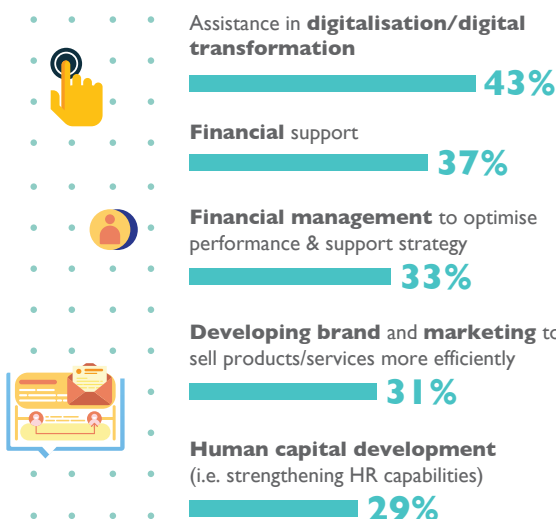 Assistance in digitalisation/digital
transformation
43%
Financial support
37%
Financial management to optimise
performance & support strategy
33%
Developing brand and marketing to
sell products/services more efficiently
31%
Human capital development
(i.e. strengthening HR capabilities)
29%